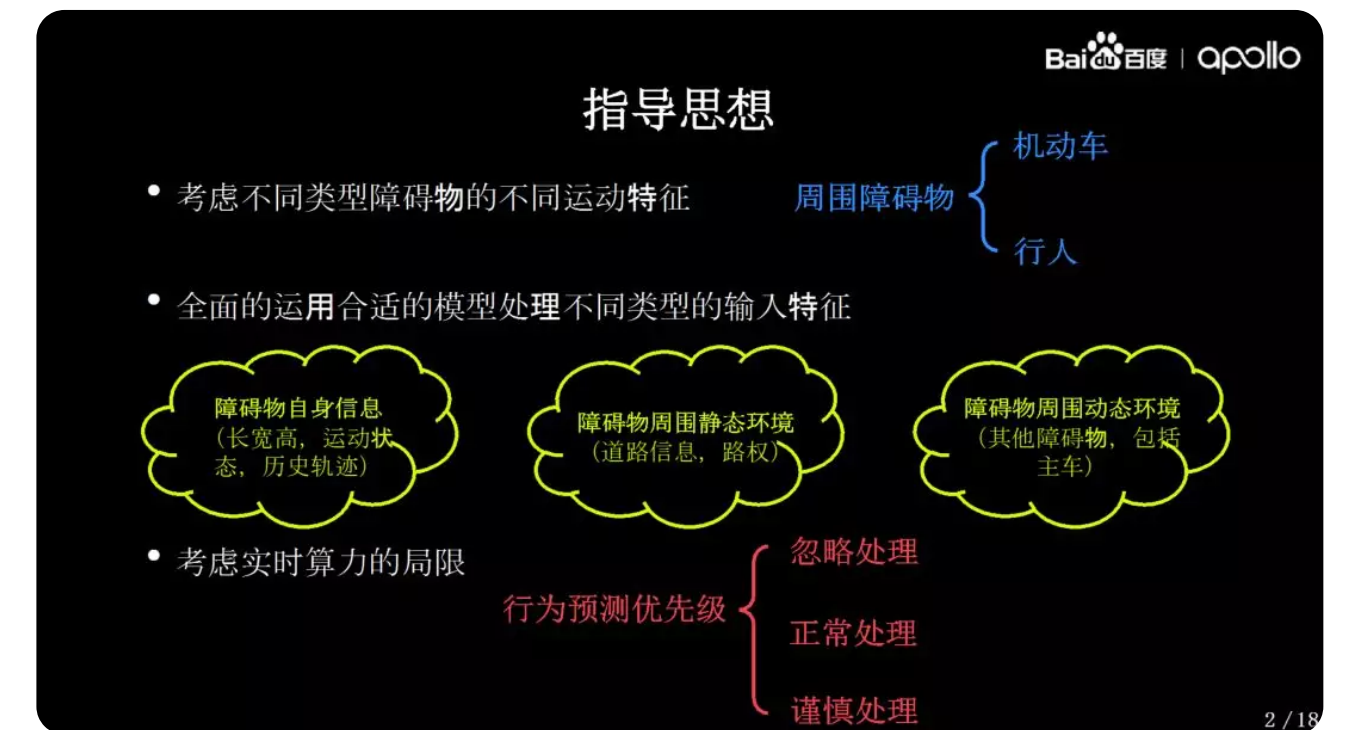 Baidu百度 | apollo
指导思想
• 考虑不同类型障碍物的不同运动特征
周围障碍物
机动车
行人
• 全面的运用合适的模型处理不同类型的输入特征
障碍物自身信息
（长宽高，运动状
态，历史轨迹）
障碍物周围静态环境
（道路信息，路权）
障碍物周围动态环境
（其他障碍物，包括
主车）
• 考虑实时算力的局限
行为预测优先级
忽略处理
正常处理
谨慎处理
2 / 18